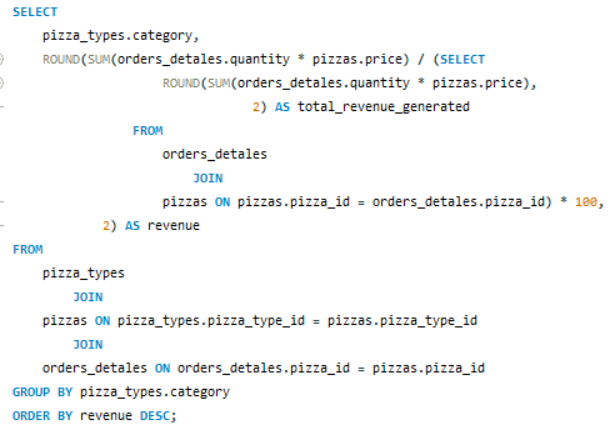 SELECT
pizza_types.category,
ROUND(SUM(orders_detales.quantity * pizzas.price) / (SELECT
ROUND(SUM(orders_detales.quantity * pizzas.price),
2) AS total_revenue_generated
FROM
orders_detales
JOIN
pizzas ON pizzas.pizza_id = orders_detales.pizza_id) * 100,
2) AS revenue
FROM
pizza_types
JOIN
pizzas ON pizza_types.pizza_type_id = pizzas.pizza_type_id
JOIN
orders_detales ON orders_detales.pizza_id = pizzas.pizza_id
GROUP BY pizza_types.category
ORDER BY revenue DESC;